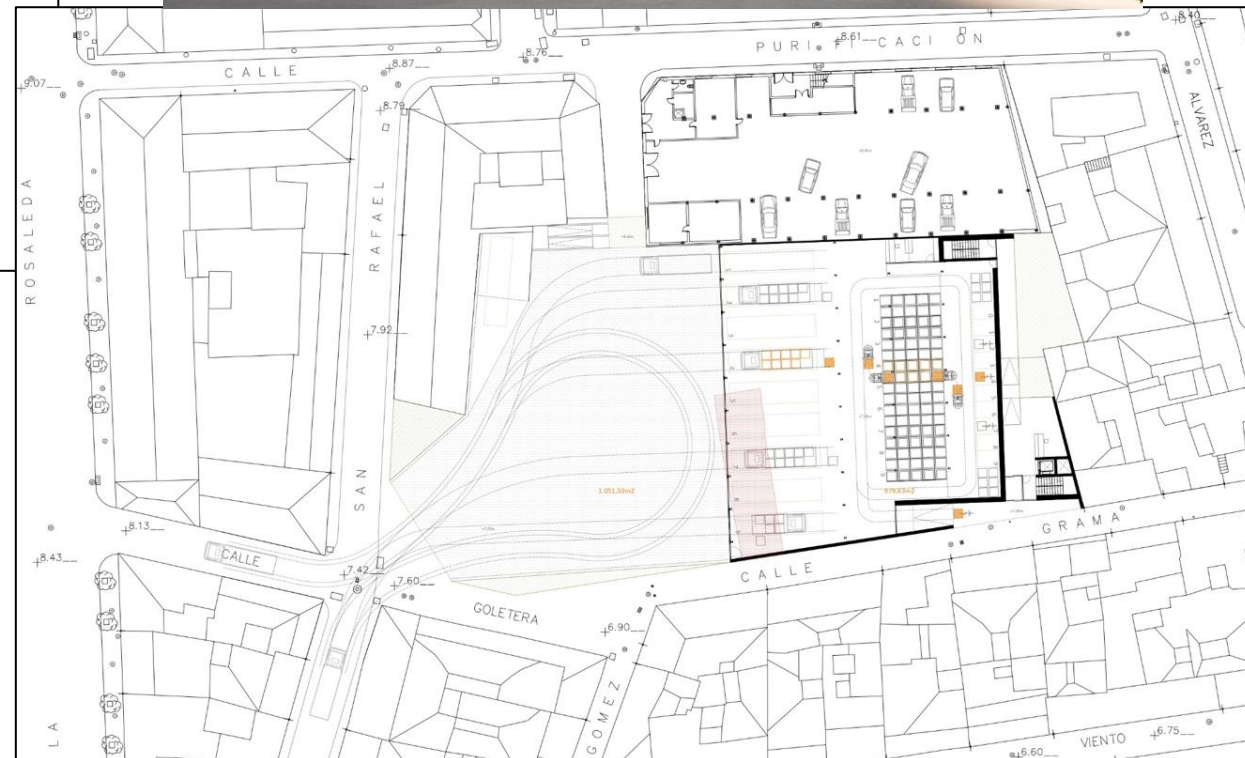 8.40
PURIFICACION
8.61
8.76
CALLE
8.87
9.07
8.79
ALVAREZ
ROSALEDA
RAFAEL
7.92
SAN
1.051,50m2
979,63m2
8.13
CALLE
8.43
7.42
7.60
GRAMA
CALLE
GOLETERA
6.90
GOMEZ
LA
VIENTO
6.75
6.60